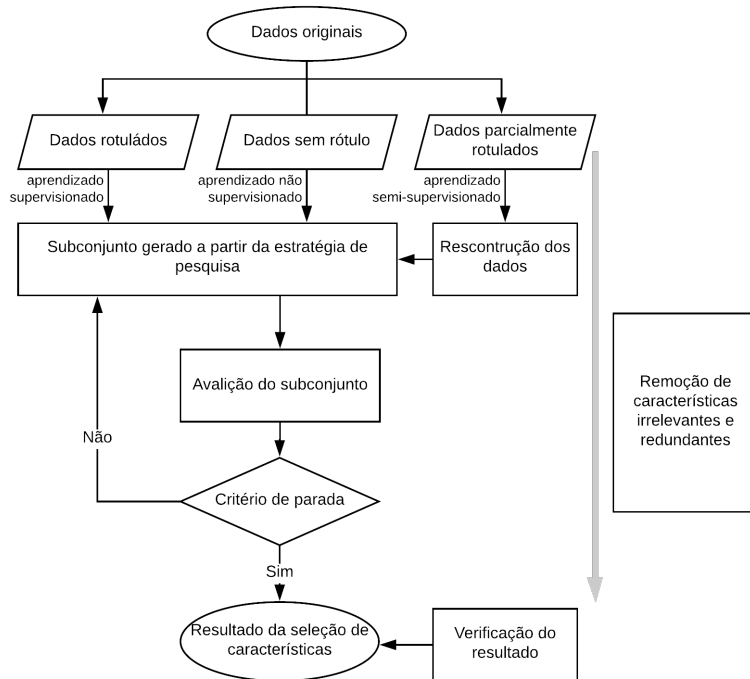 Dados originais
Dados rotuládos
Dados sem rótulo
Dados parcialmente
rotulados
aprendizado
supervisionado
aprendizado não
supervisionado
aprendizado
semi-supervisionado
Subconjunto gerado a partir da estratégia de
pesquisa
Rescontrução dos
dados
Avalição do subconjunto
Remoção de
características
irrelevantes e
redundantes
Não
Critério de parada
Sim
Resultado da seleção de
características
Verificação do
resultado